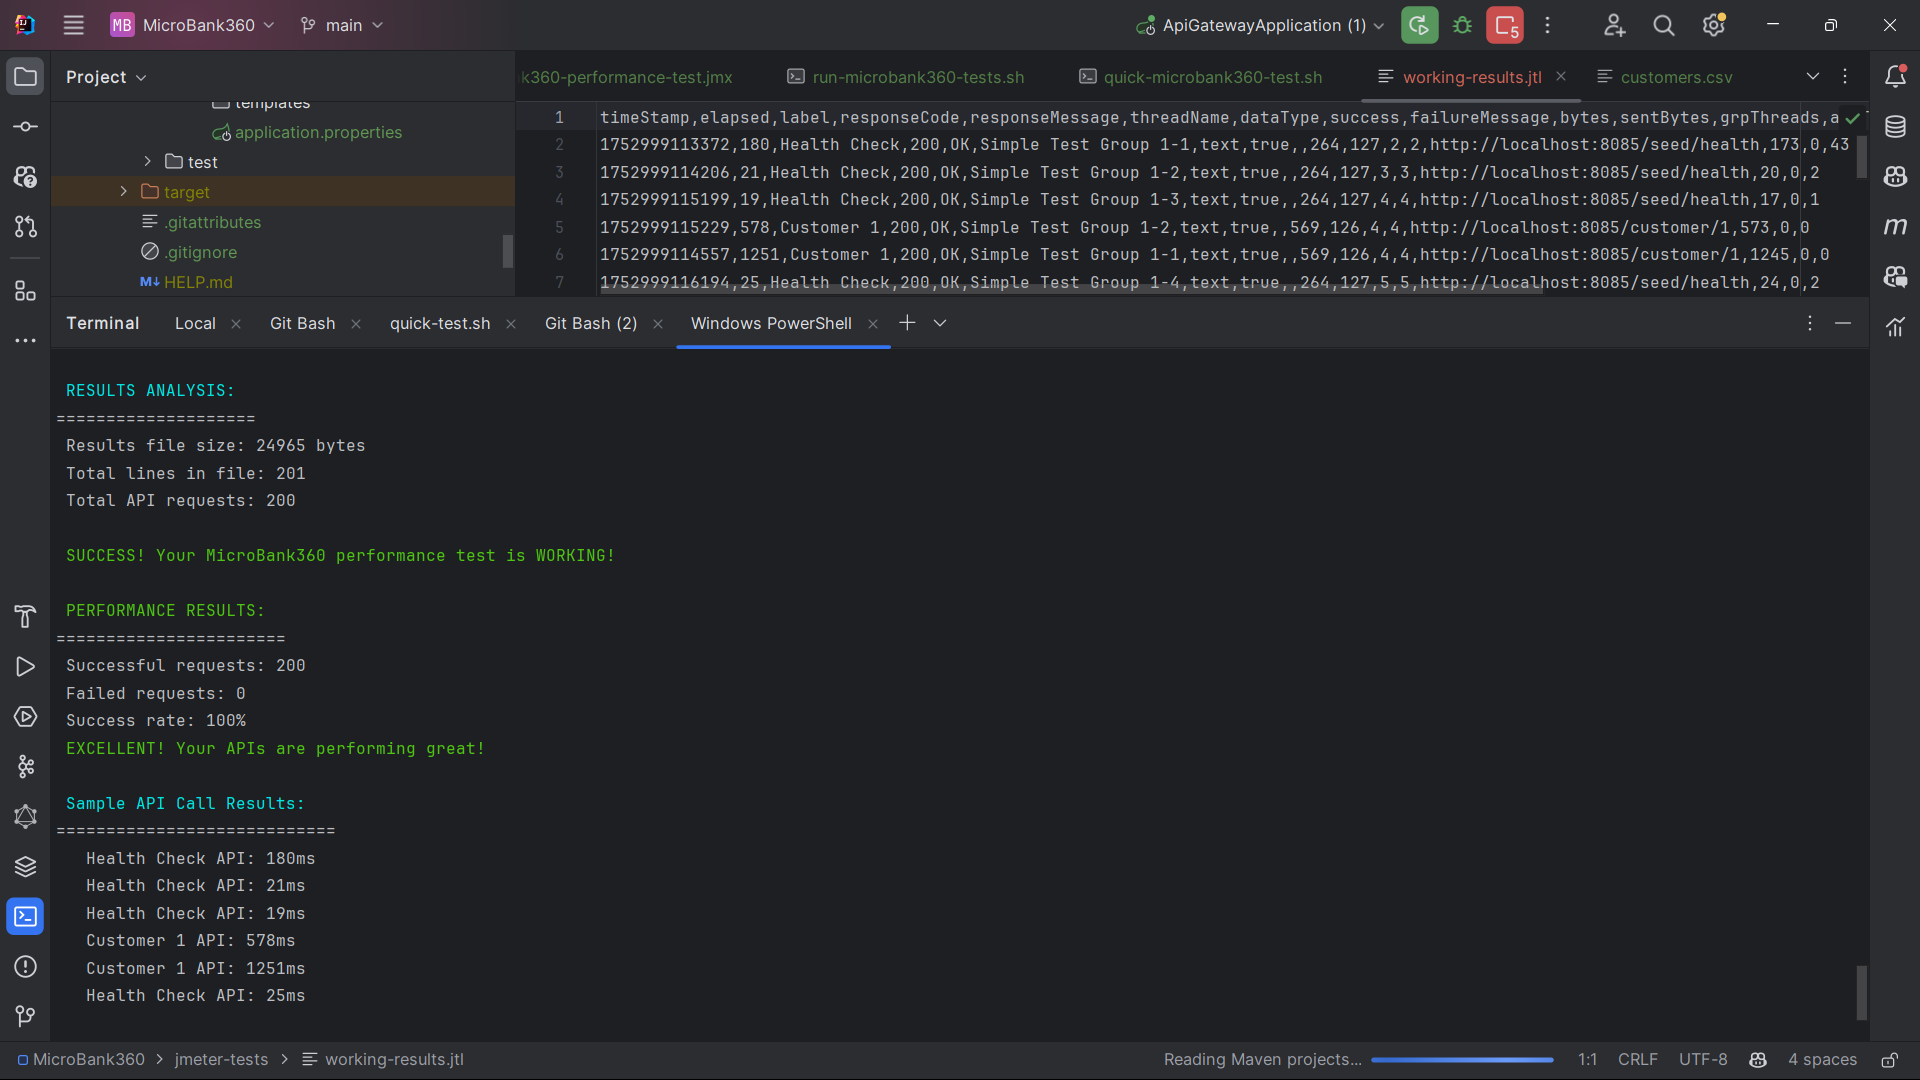 MB MicroBank360 main ApiGatewayApplication (1) 5
Project
k360-performance-test.jmx run-microbank360-tests.sh quick-microbank360-test.sh working-results.jtl customers.csv
templates
application.properties
test
target
.gitattributes
.gitignore
M↓ HELP.md
1 timeStamp,elapsed,label,responseCode,responseMessage,threadName,dataType,success,failureMessage,bytes,sentBytes,grpThreads,a
2 1752999113372,180,Health Check,200,OK,Simple Test Group 1-1,text,true,,264,127,2,2,http://localhost:8085/seed/health,173,0,43
3 1752999114206,21,Health Check,200,OK,Simple Test Group 1-2,text,true,,264,127,3,3,http://localhost:8085/seed/health,20,0,2
4 1752999115199,19,Health Check,200,OK,Simple Test Group 1-3,text,true,,264,127,4,4,http://localhost:8085/seed/health,17,0,1
5 1752999115229,578,Customer 1,200,OK,Simple Test Group 1-2,text,true,,569,126,4,4,http://localhost:8085/customer/1,573,0,0
6 1752999114557,1251,Customer 1,200,OK,Simple Test Group 1-1,text,true,,569,126,4,4,http://localhost:8085/customer/1,1245,0,0
7 1752999116194,25,Health Check,200,OK,Simple Test Group 1-4,text,true,,264,127,5,5,http://localhost:8085/seed/health,24,0,2
Terminal Local Git Bash quick-test.sh Git Bash (2) Windows PowerShell
RESULTS ANALYSIS:
====================
Results file size: 24965 bytes
Total lines in file: 201
Total API requests: 200
SUCCESS! Your MicroBank360 performance test is WORKING!
PERFORMANCE RESULTS:
=======================
Successful requests: 200
Failed requests: 0
Success rate: 100%
EXCELLENT! Your APIs are performing great!
Sample API Call Results:
============================
Health Check API: 180ms
Health Check API: 21ms
Health Check API: 19ms
Customer 1 API: 578ms
Customer 1 API: 1251ms
Health Check API: 25ms
MicroBank360 > jmeter-tests > working-results.jtl Reading Maven projects... 1:1 CRLF UTF-8 4 spaces